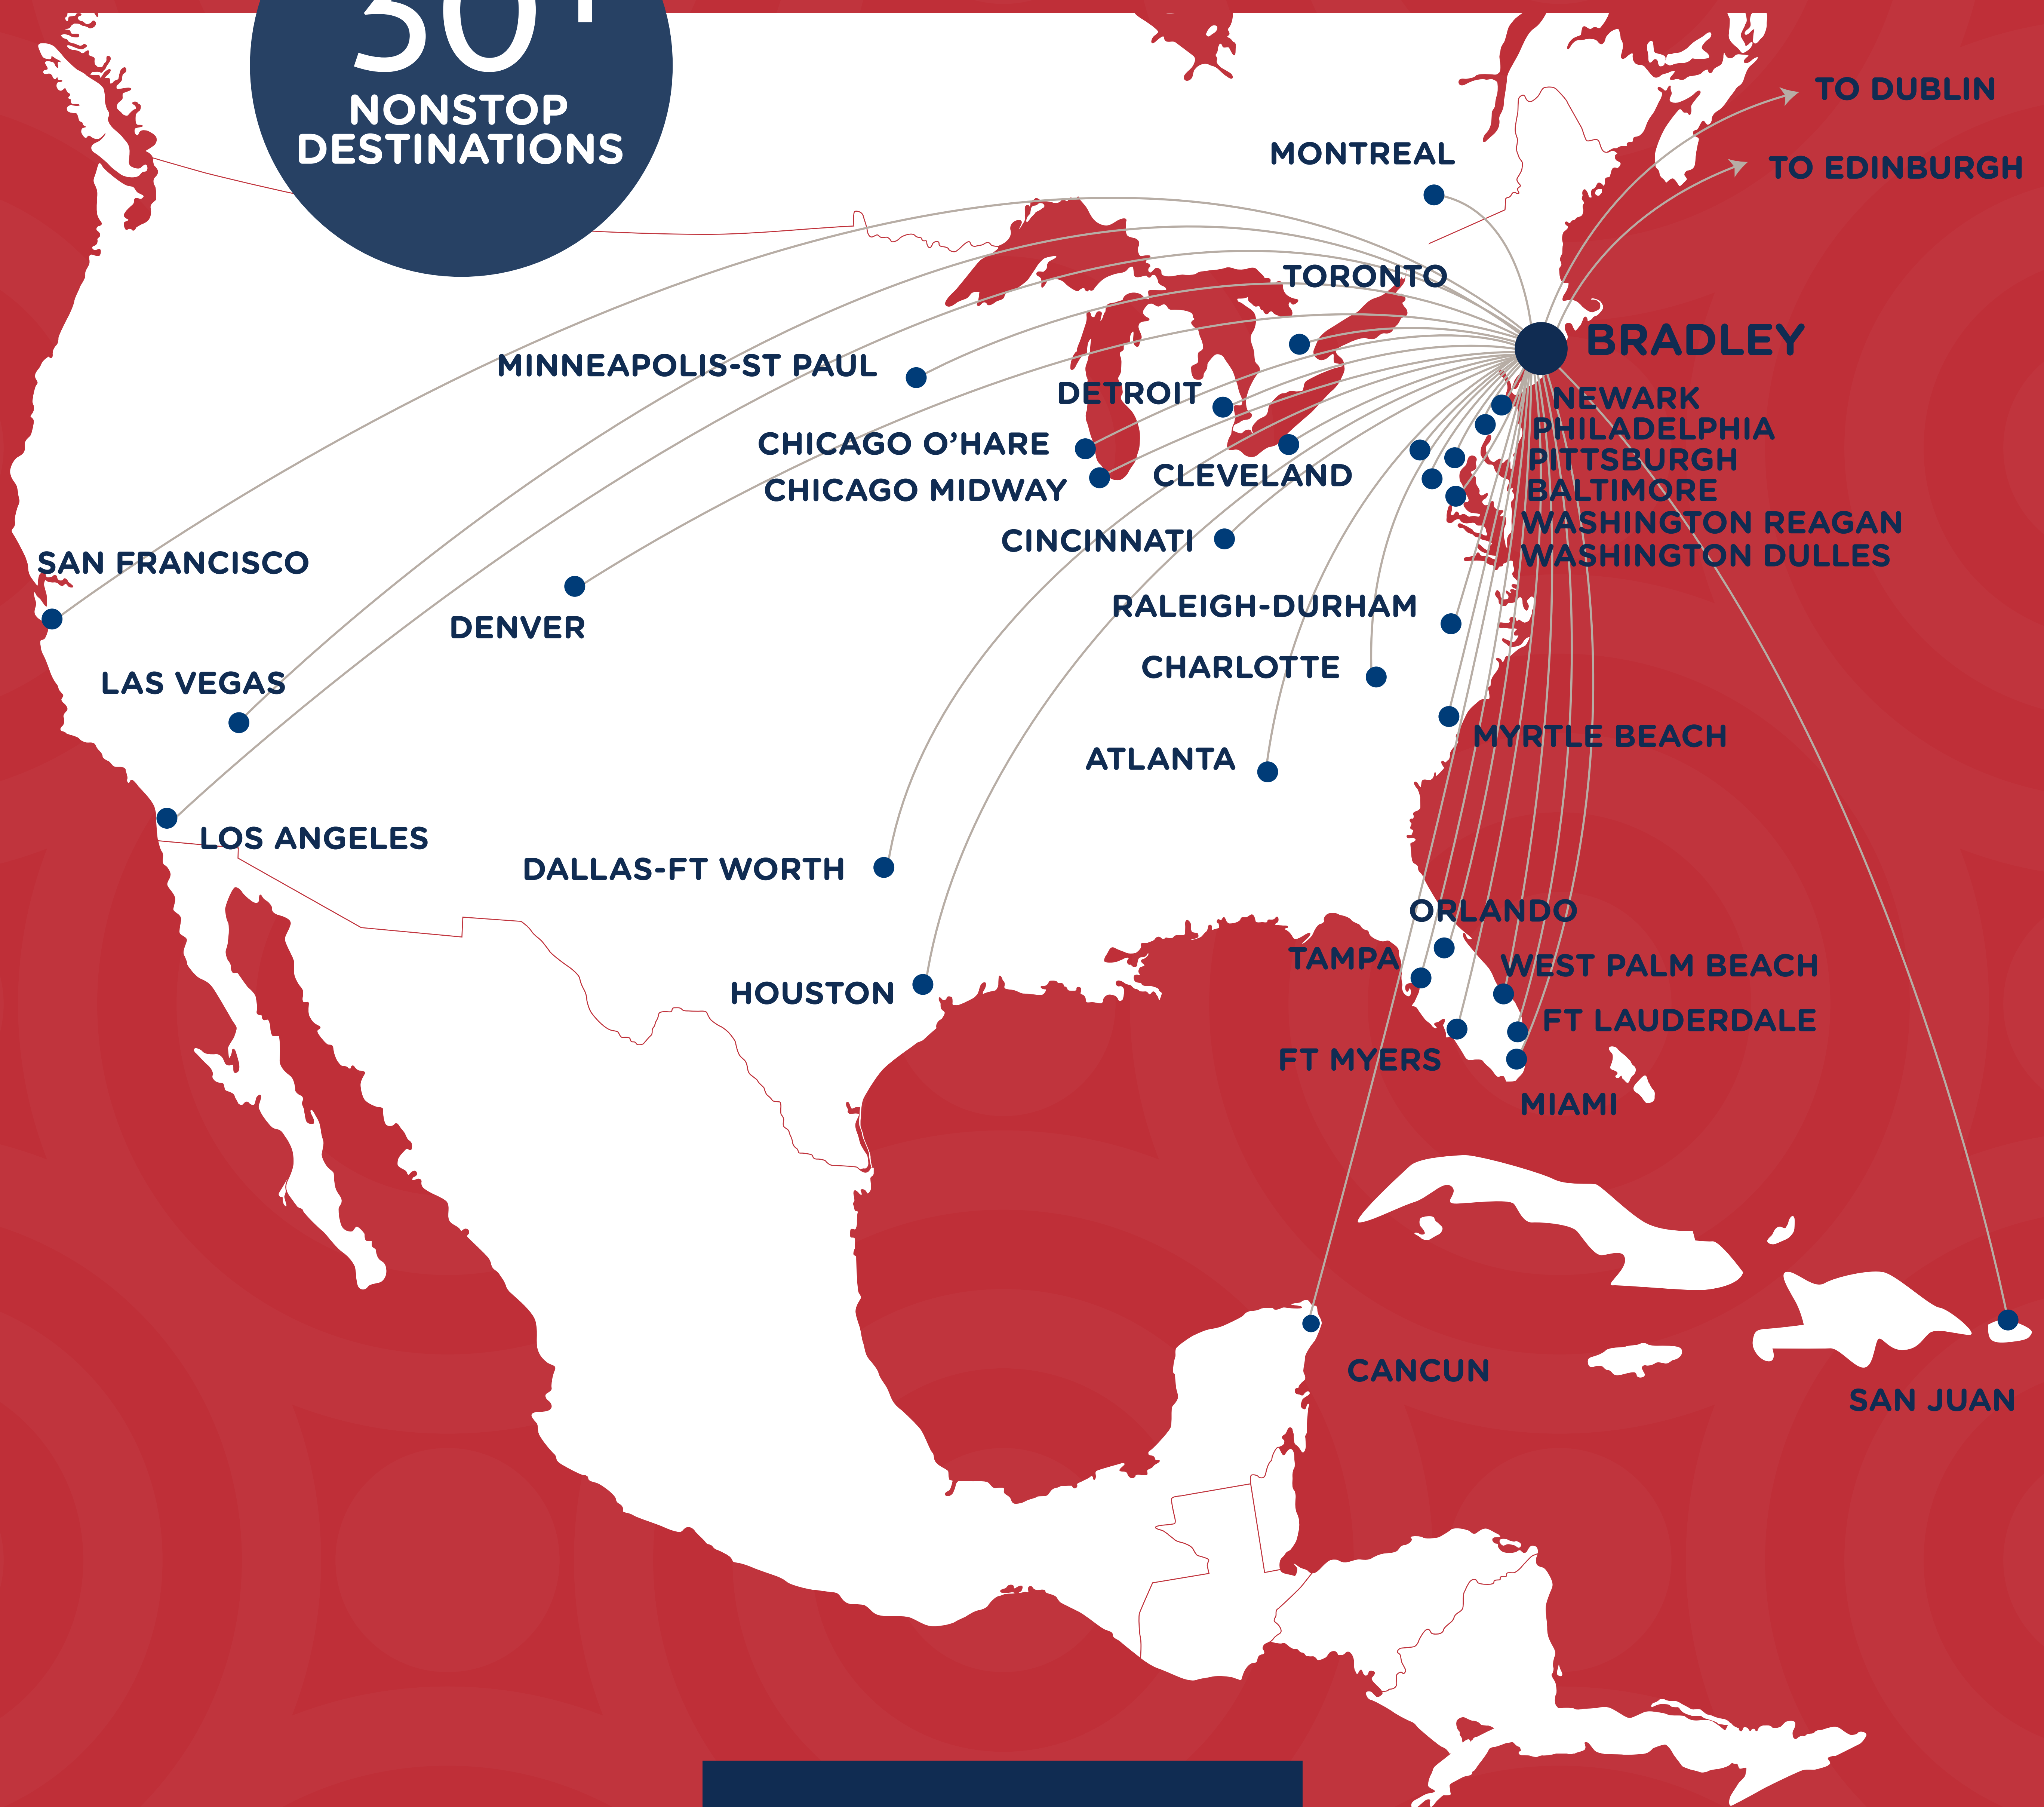 30+
NONSTOP
DESTINATIONS
TO DUBLIN
TO EDINBURGH
MONTREAL
TORONTO
BRADLEY
MINNEAPOLIS-ST PAUL
DETROIT
NEWARK
PHILADELPHIA
CHICAGO O’HARE
PITTSBURGH
CLEVELAND
CHICAGO MIDWAY
BALTIMORE
WASHINGTON REAGAN
CINCINNATI
WASHINGTON DULLES
SAN FRANCISCO
RALEIGH-DURHAM
DENVER
CHARLOTTE
LAS VEGAS
MYRTLE BEACH
ATLANTA
LOS ANGELES
DALLAS-FT WORTH
ORLANDO
TAMPA
WEST PALM BEACH
HOUSTON
FT LAUDERDALE
FT MYERS
MIAMI
CANCUN
SAN JUAN